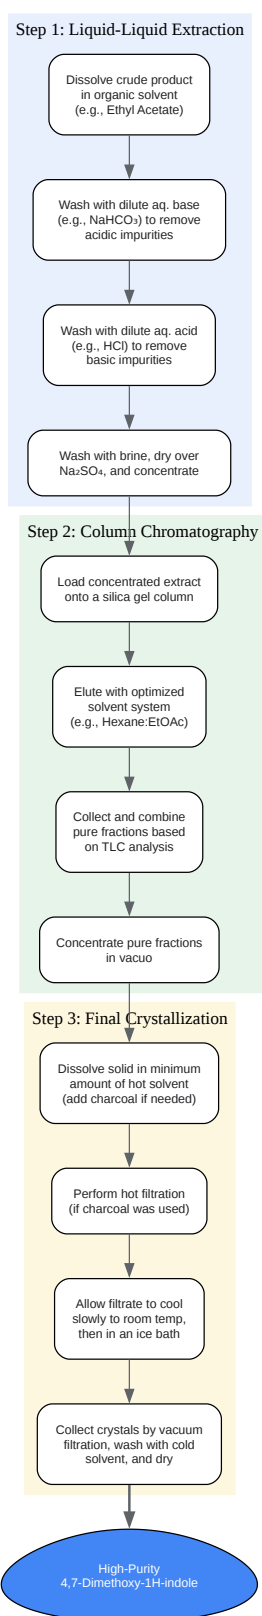 Step 1: Liquid-Liquid Extraction
Dissolve crude product
in organic solvent
(e.g., Ethyl Acetate)
Wash with dilute aq. base
(e.g., NaHCO₃) to remove
acidic impurities
Wash with dilute aq. acid
(e.g., HCl) to remove
basic impurities
Wash with brine, dry over
Na₂SO₄, and concentrate
Step 2: Column Chromatography
Load concentrated extract
onto a silica gel column
Elute with optimized
solvent system
(e.g., Hexane:EtOAc)
Collect and combine
pure fractions based
on TLC analysis
Concentrate pure fractions
in vacuo
Step 3: Final Crystallization
Dissolve solid in minimum
amount of hot solvent
(add charcoal if needed)
Perform hot filtration
(if charcoal was used)
Allow filtrate to cool
slowly to room temp,
then in an ice bath
Collect crystals by vacuum
filtration, wash with cold
solvent, and dry
High-Purity
4,7-Dimethoxy-1H-indole